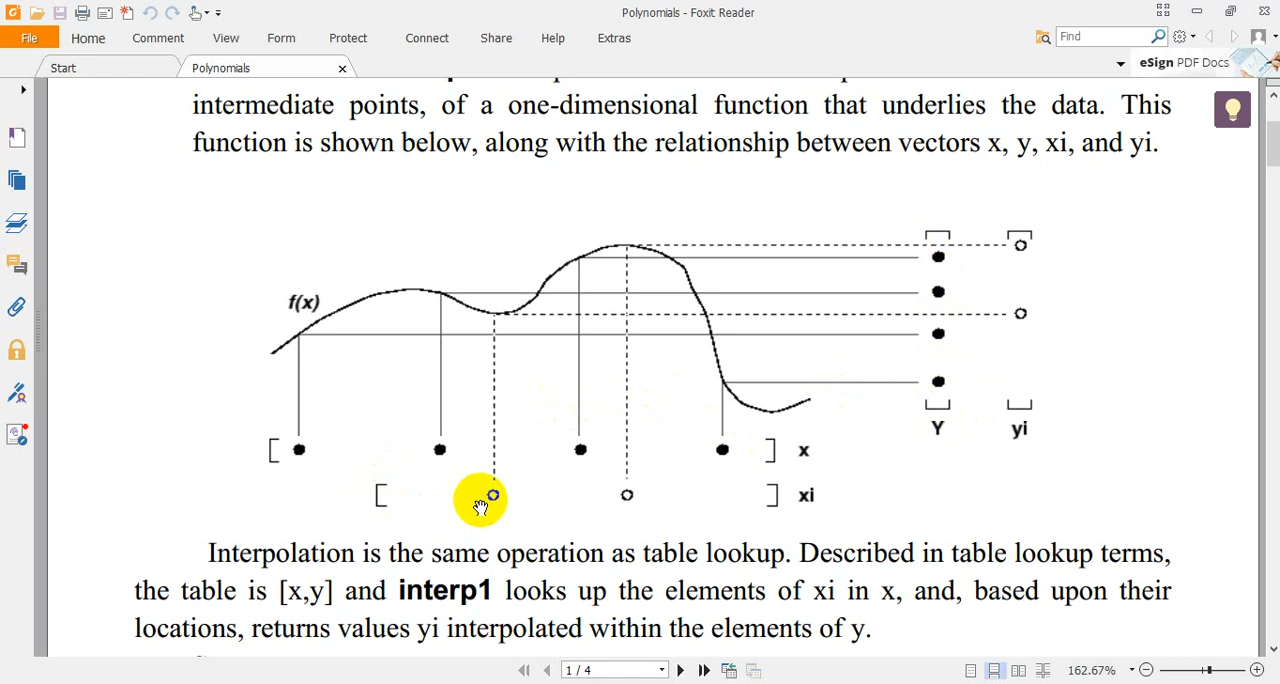 Polynomials - Foxit Reader
File Home Comment View Form Protect Connect Share Help Extras Find
Start Polynomials eSign PDF Docs
intermediate points, of a one-dimensional function that underlies the data. This
function is shown below, along with the relationship between vectors x, y, xi, and yi.
f(x)
Y yi
[ ] x
[ ] xi
Interpolation is the same operation as table lookup. Described in table lookup terms,
the table is [x,y] and interp1 looks up the elements of xi in x, and, based upon their
locations, returns values yi interpolated within the elements of y.
1 / 4 162.67%